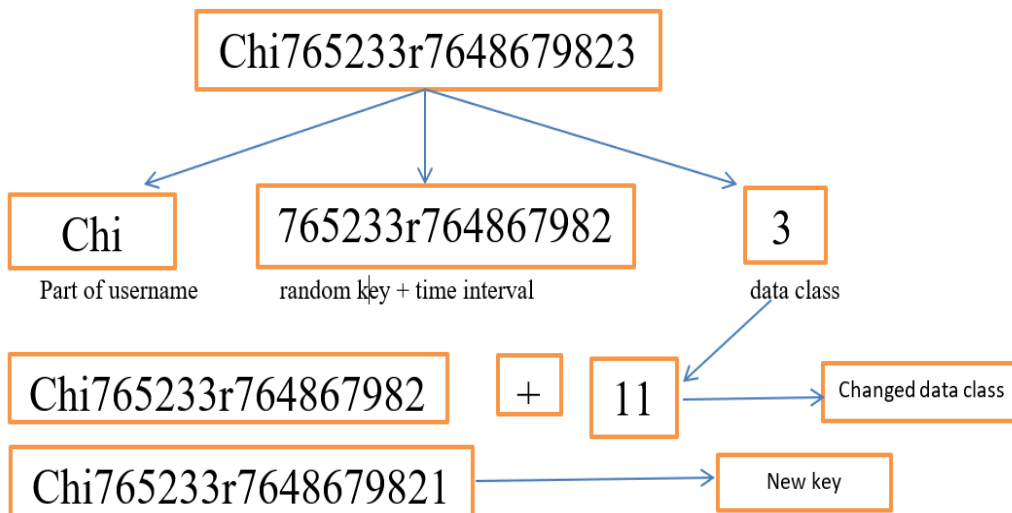 Chi765233r7648679823
Chi 765233r764867982 3
Part of username random key + time interval data class
Chi765233r764867982 + 11 Changed data class
Chi765233r7648679821 New key